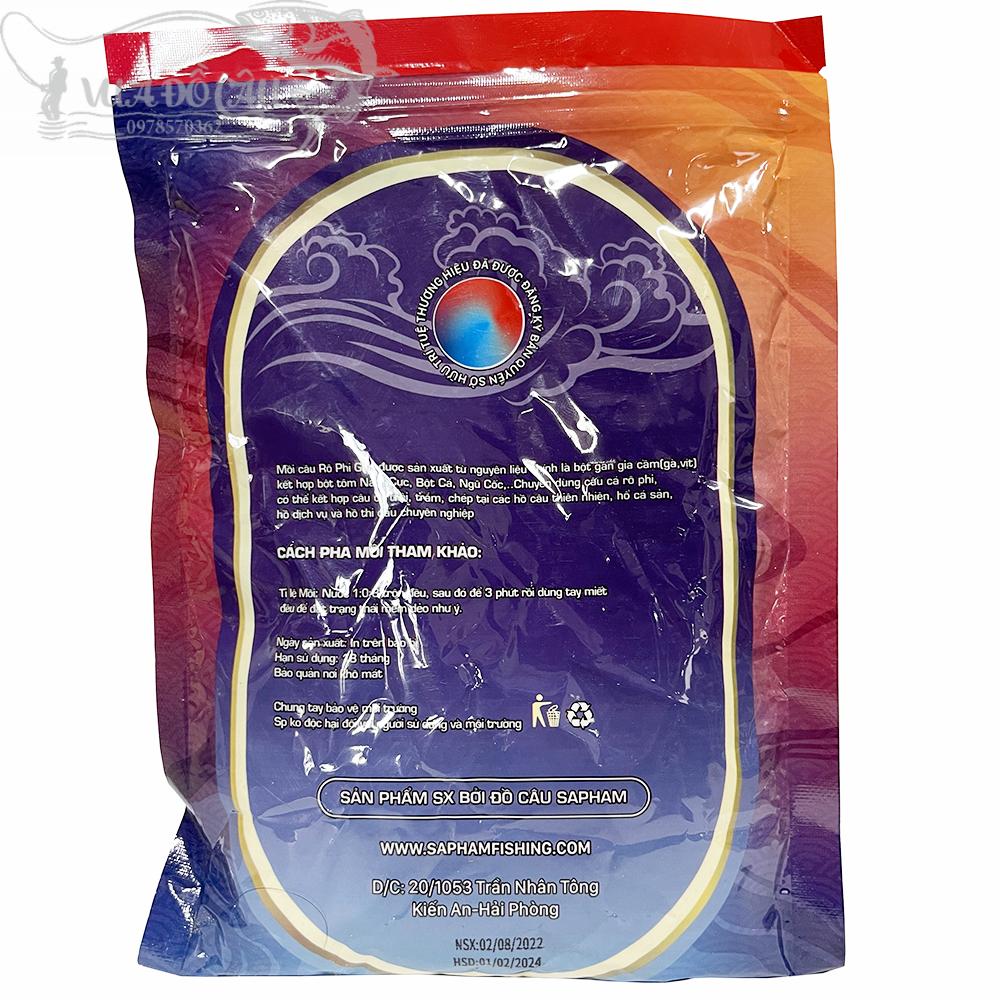 VUA ĐỒ CÂU
0978570362
THƯƠNG HIỆU ĐÃ ĐƯỢC ĐĂNG KÝ BẢN QUYỀN SỞ HỮU TRÍ TUỆ
Mồi câu Rô Phi được sản xuất từ nguyên liệu chính là bột gan gia cầm(gà,vịt)
kết hợp bột tôm Nam Cực, Bột Cá, Ngũ Cốc,..Chuyên dùng câu cá rô phi,
có thể kết hợp câu trôi, trắm, chép tại các hồ câu thiên nhiên, hồ cá săn,
hồ dịch vụ và hồ thi đấu chuyên nghiệp
CÁCH PHA MỒI THAM KHẢO:
Tỉ lệ Mồi: Nước trộn đều, sau đó để 3 phút rồi dùng tay miết
đều để đạt trạng thái mềm dẻo như ý.
Ngày sản xuất: In trên bao bì
Hạn sử dụng: 18 tháng
Bảo quản nơi khô mát
Chung tay bảo vệ môi trường
Sp ko độc hại đối với người sử dụng và môi trường
SẢN PHẨM SX BỞI ĐỒ CÂU SAPHAM
WWW.SAPHAMFISHING.COM
D/C: 20/1053 Trần Nhân Tông
Kiến An-Hải Phòng
NSX:02/08/2022
HSD:01/02/2024